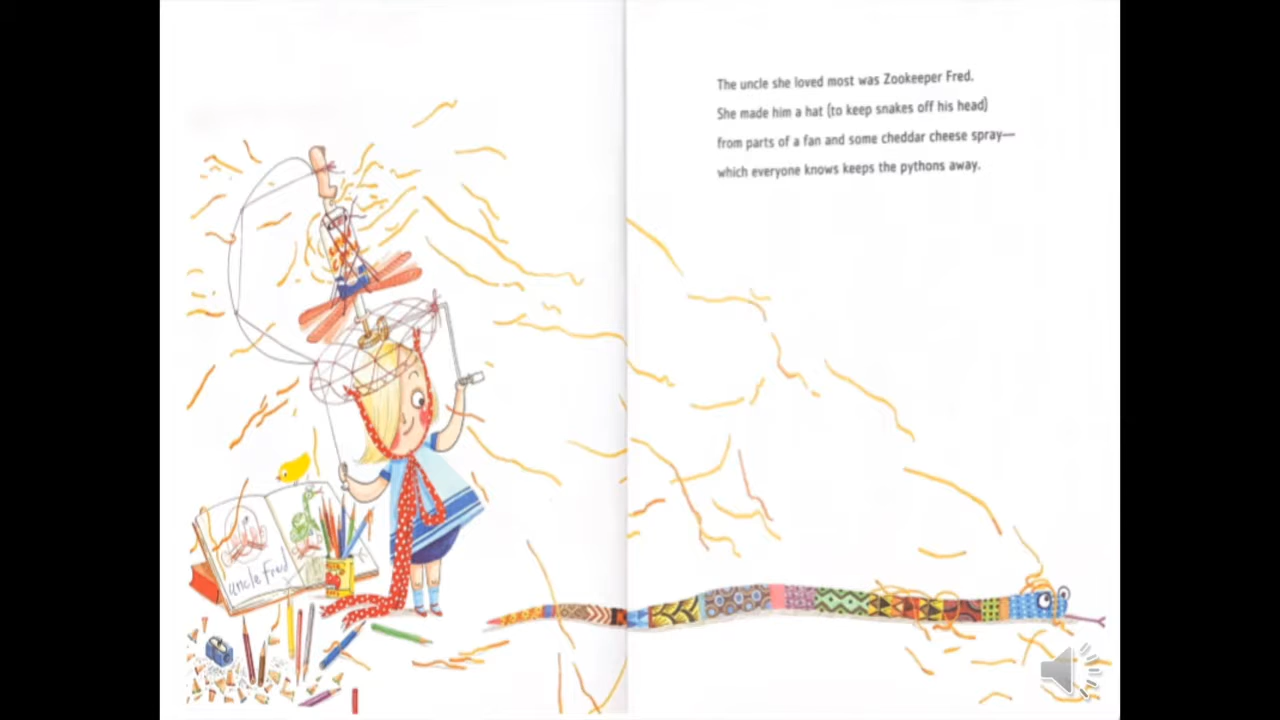 The uncle she loved most was Zookeeper Fred.
She made him a hat (to keep snakes off his head)
from parts of a fan and some cheddar cheese spray—
which everyone knows keeps the pythons away.
uncle Fred